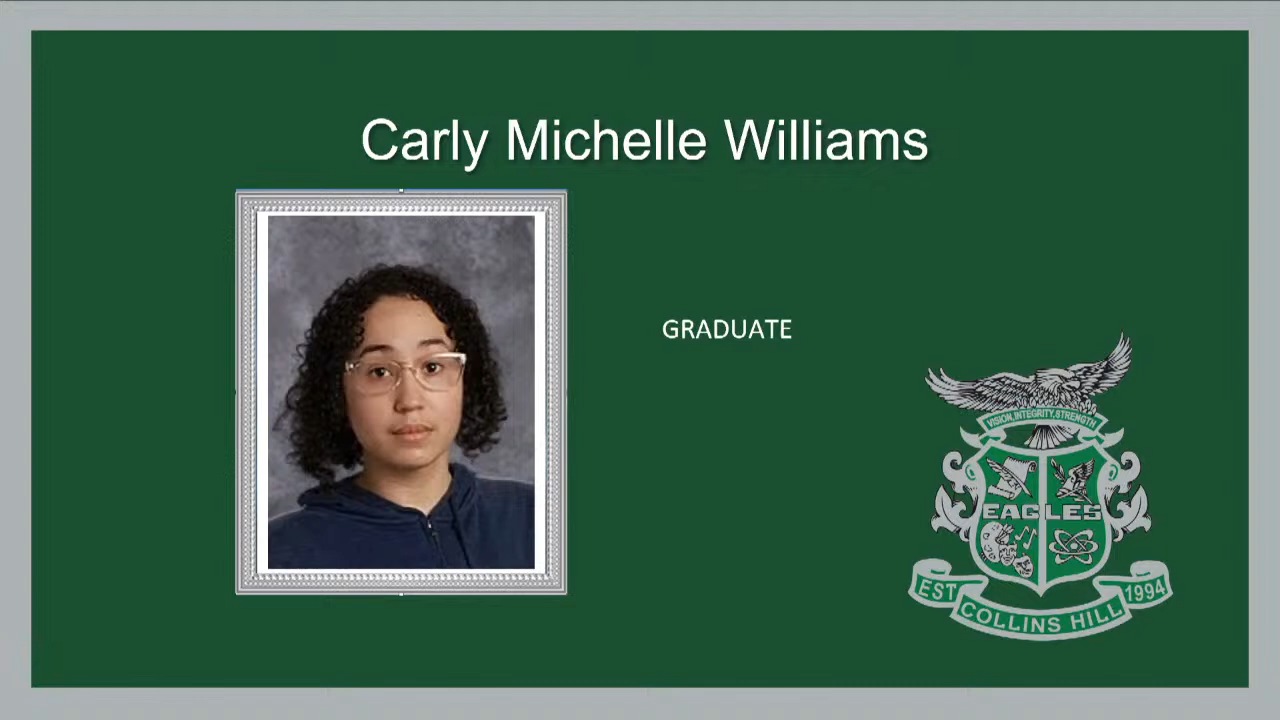 Carly Michelle Williams
GRADUATE
VISION, INTEGRITY, STRENGTH
EAGLES
EST
1994
COLLINS HILL